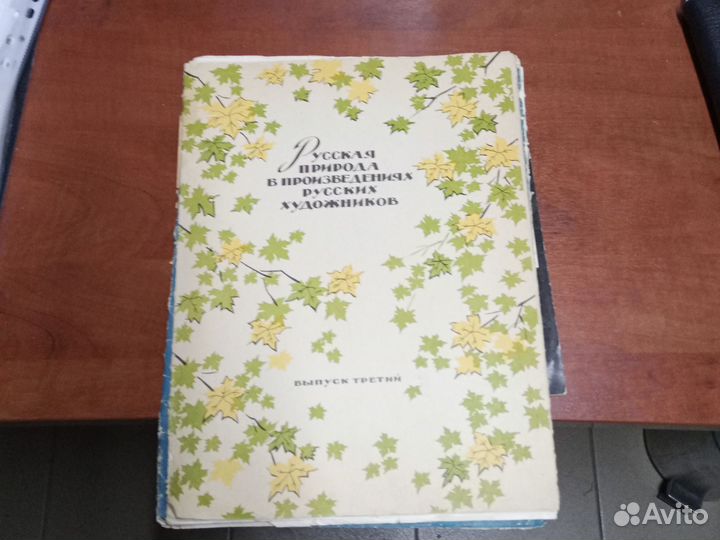 Русская
природа
в произведениях
русских
художников
выпуск третий
Avito